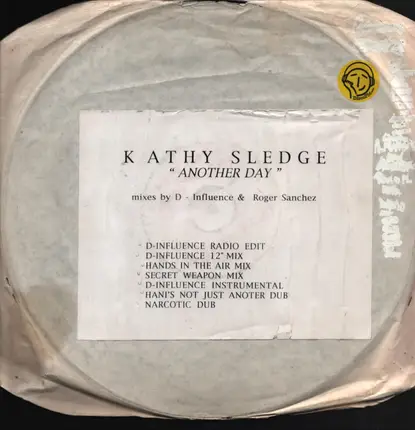 KATHY SLEDGE
" ANOTHER DAY "
mixes by D - Influence & Roger Sanchez
D-INFLUENCE RADIO EDIT
D-INFLUENCE 12" MIX
HANDS IN THE AIR MIX
SECRET WEAPON MIX
D-INFLUENCE INSTRUMENTAL
HANI'S NOT JUST ANOTER DUB
NARCOTIC DUB